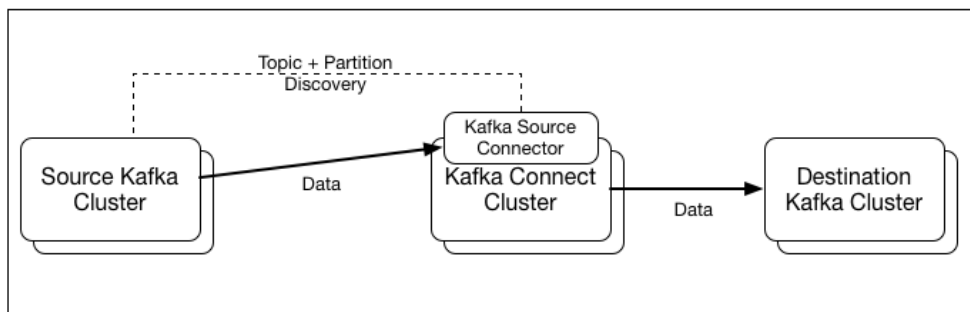 Topic + Partition
Discovery
Kafka Source
Connector
Source Kafka
Cluster
Data
Kafka Connect
Cluster
Data
Destination
Kafka Cluster